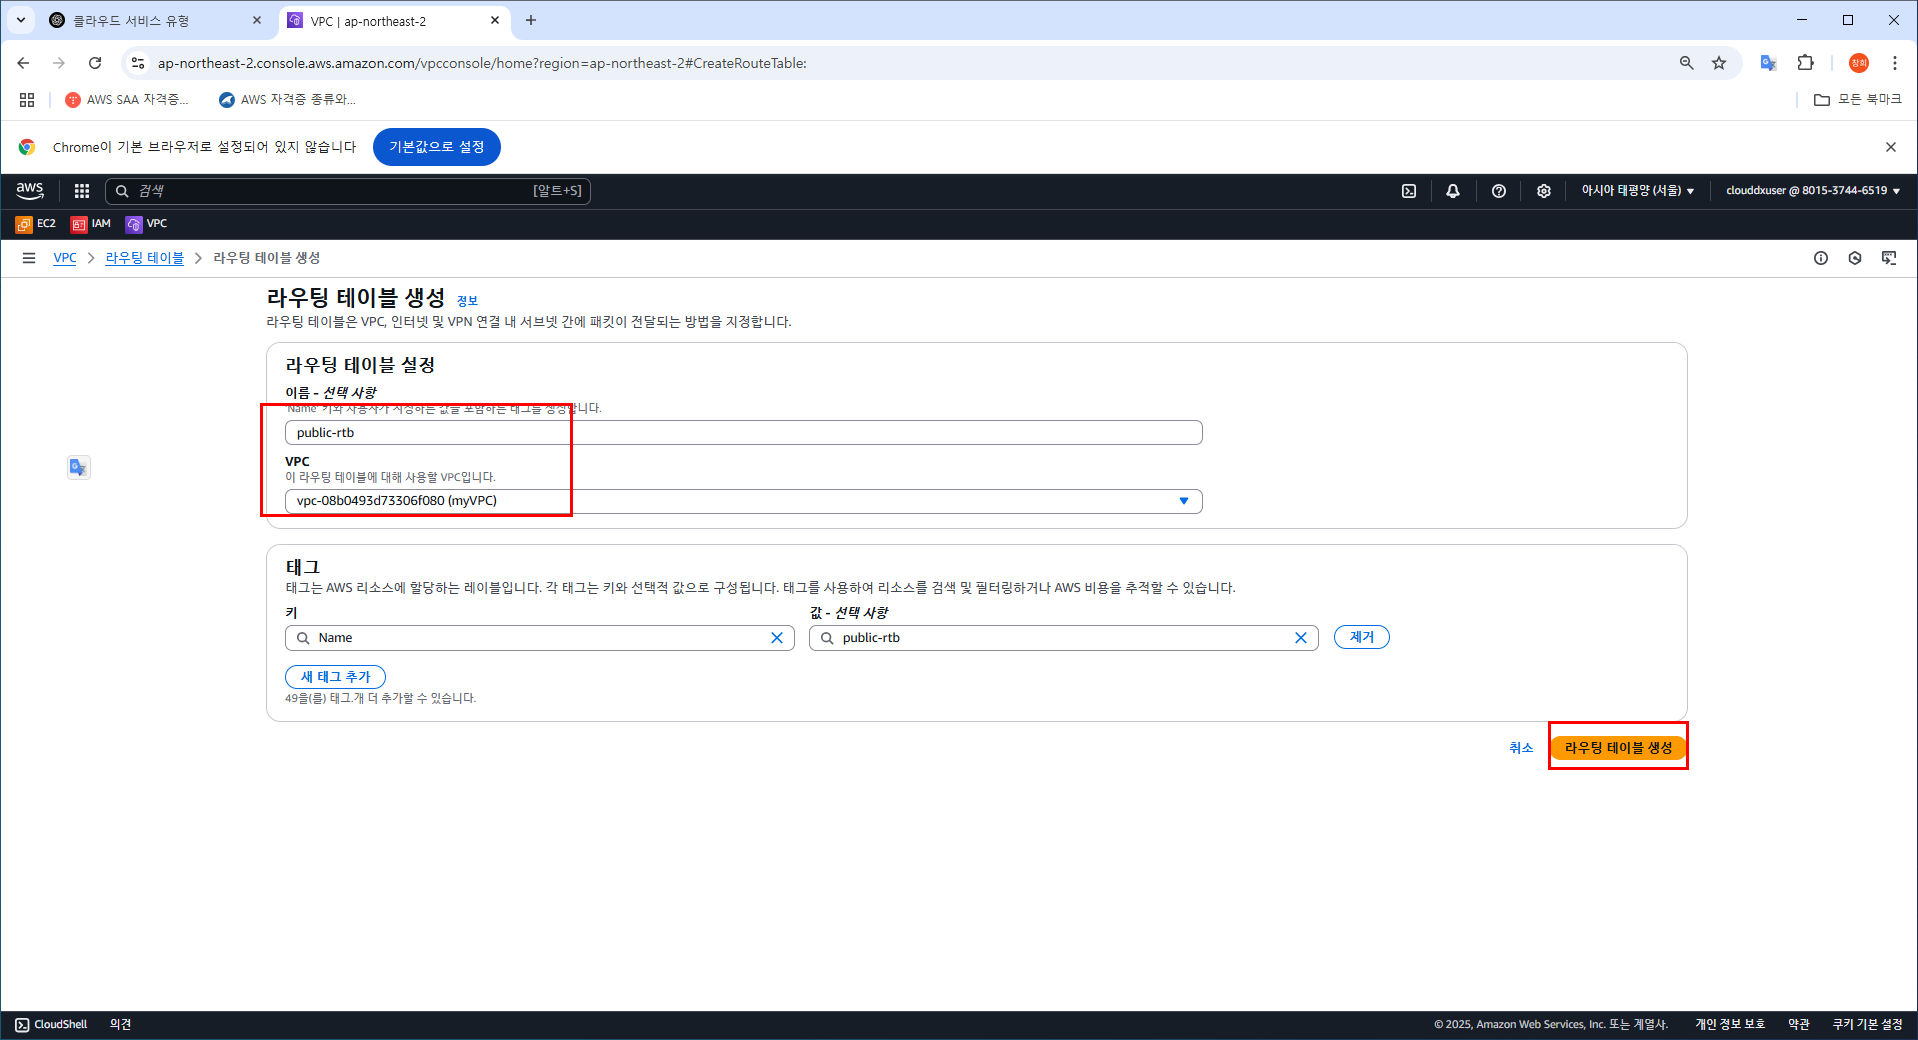 클라우드 서비스 유형
VPC | ap-northeast-2
ap-northeast-2.console.aws.amazon.com/vpcconsole/home?region=ap-northeast-2#CreateRouteTable:
창희
AWS SAA 자격증...
AWS 자격증 종류와...
모든 북마크
Chrome이 기본 브라우저로 설정되어 있지 않습니다
기본값으로 설정
aws
검색
[알트+S]
아시아 태평양 (서울)
clouddxuser @ 8015-3744-6519
EC2
IAM
VPC
VPC
라우팅 테이블
라우팅 테이블 생성
라우팅 테이블 생성 정보
라우팅 테이블은 VPC, 인터넷 및 VPN 연결 내 서브넷 간에 패킷이 전달되는 방법을 지정합니다.
라우팅 테이블 설정
이름 - 선택 사항
'Name' 키와 사용자가 지정하는 값을 포함하는 태그를 생성합니다.
public-rtb
VPC
이 라우팅 테이블에 대해 사용할 VPC입니다.
vpc-08b0493d73306f080 (myVPC)
태그
태그는 AWS 리소스에 할당하는 레이블입니다. 각 태그는 키와 선택적 값으로 구성됩니다. 태그를 사용하여 리소스를 검색 및 필터링하거나 AWS 비용을 추적할 수 있습니다.
키
값 - 선택 사항
Name
public-rtb
제거
새 태그 추가
49을(를) 태그.개 더 추가할 수 있습니다.
취소
라우팅 테이블 생성
CloudShell
의견
© 2025, Amazon Web Services, Inc. 또는 계열사.
개인 정보 보호
약관
쿠키 기본 설정